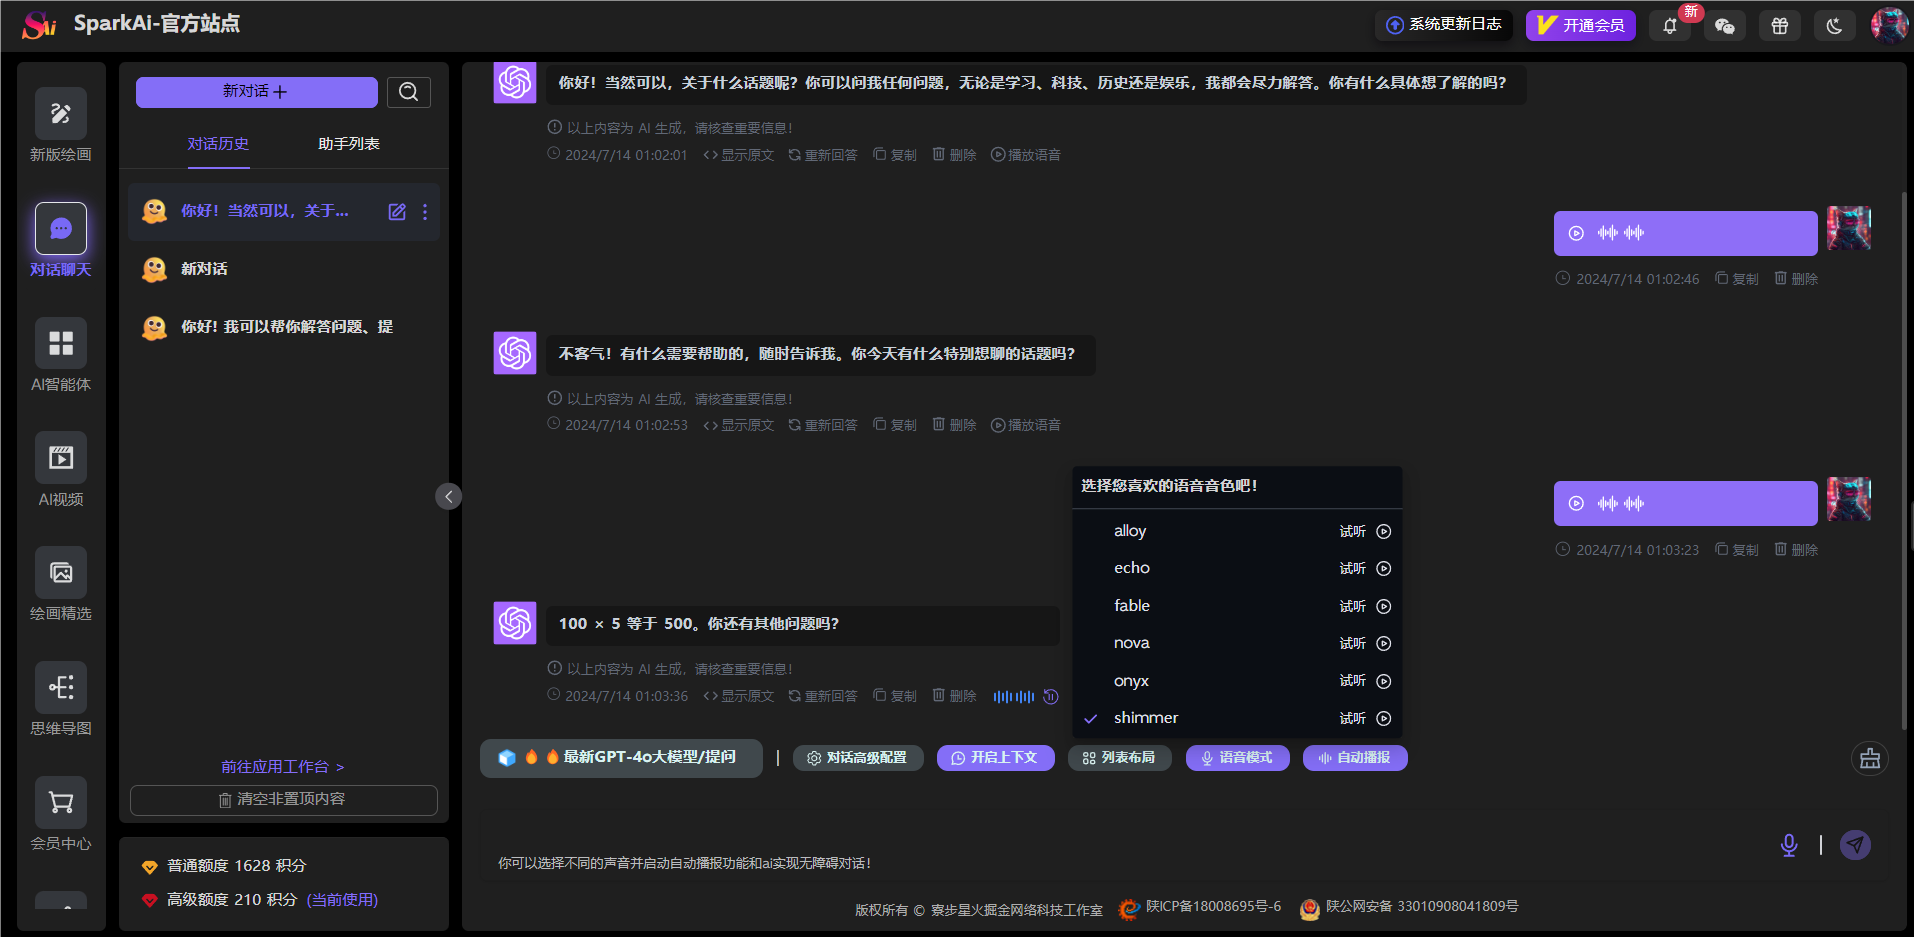 SparkAi-官方站点
系统更新日志
开通会员
新
新版绘画
对话聊天
AI智能体
AI视频
绘画精选
思维导图
会员中心
新对话
对话历史
助手列表
你好！当然可以，关于...
新对话
你好! 我可以帮你解答问题、提
前往应用工作台 >
清空非置顶内容
普通额度 1628 积分
高级额度 210 积分 (当前使用)
你好！当然可以，关于什么话题呢？你可以问我任何问题，无论是学习、科技、历史还是娱乐，我都会尽力解答。你有什么具体想了解的吗？
以上内容为 AI 生成，请核查重要信息！
2024/7/14 01:02:01 显示原文 重新回答 复制 删除 播放语音
2024/7/14 01:02:46 复制 删除
不客气！有什么需要帮助的，随时告诉我。你今天有什么特别想聊的话题吗？
以上内容为 AI 生成，请核查重要信息！
2024/7/14 01:02:53 显示原文 重新回答 复制 删除 播放语音
2024/7/14 01:03:23 复制 删除
100 × 5 等于 500。你还有其他问题吗？
以上内容为 AI 生成，请核查重要信息！
2024/7/14 01:03:36 显示原文 重新回答 复制 删除
选择您喜欢的语音音色吧！
alloy 试听
echo 试听
fable 试听
nova 试听
onyx 试听
shimmer 试听
最新GPT-4o大模型/提问
对话高级配置
开启上下文
列表布局
语音模式
自动播报
你可以选择不同的声音并启动自动播报功能和ai实现无障碍对话！
版权所有 © 寮步星火掘金网络科技工作室 陕ICP备18008695号-6 陕公网安备 33010908041809号